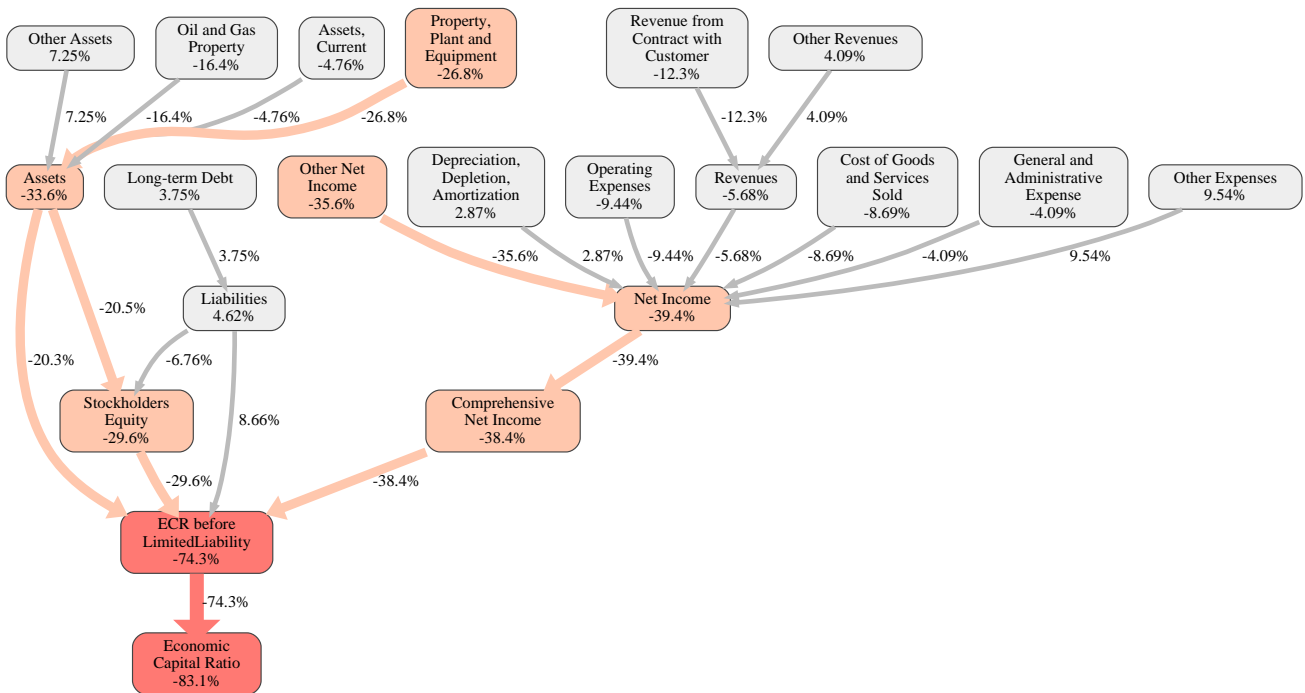 Other Assets
7.25%
Oil and Gas
Property
-16.4%
Assets,
Current
-4.76%
Property,
Plant and
Equipment
-26.8%
Revenue from
Contract with
Customer
-12.3%
Other Revenues
4.09%
7.25%
-16.4%
-4.76%
-26.8%
-12.3%
4.09%
Assets
-33.6%
Long-term Debt
3.75%
Other Net
Income
-35.6%
Depreciation,
Depletion,
Amortization
2.87%
Operating
Expenses
-9.44%
Revenues
-5.68%
Cost of Goods
and Services
Sold
-8.69%
General and
Administrative
Expense
-4.09%
Other Expenses
9.54%
3.75%
-35.6%
2.87%
-9.44%
-5.68%
-8.69%
-4.09%
9.54%
-20.5%
Liabilities
4.62%
Net Income
-39.4%
-20.3%
-6.76%
-39.4%
Stockholders
Equity
-29.6%
8.66%
Comprehensive
Net Income
-38.4%
-29.6%
-38.4%
ECR before
LimitedLiability
-74.3%
-74.3%
Economic
Capital Ratio
-83.1%